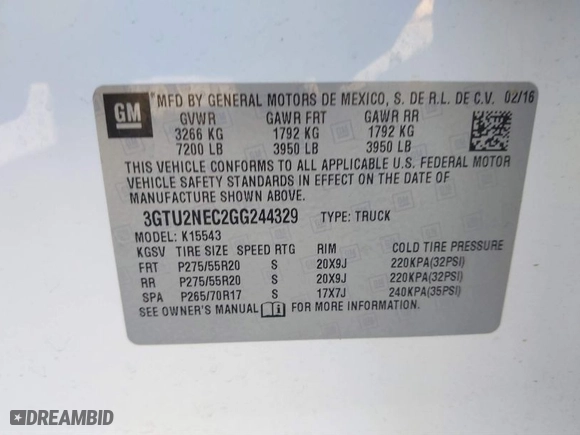 GM
MFD BY GENERAL MOTORS DE MEXICO, S. DE R.L. DE C.V. 02/16
GVWR GAWR FRT GAWR RR
3266 KG 1792 KG 1792 KG
7200 LB 3950 LB 3950 LB
THIS VEHICLE CONFORMS TO ALL APPLICABLE U.S. FEDERAL MOTOR
VEHICLE SAFETY STANDARDS IN EFFECT ON THE DATE OF
MANUFACTURE SHOWN ABOVE.
3GTU2NEC2GG244329 TYPE: TRUCK
MODEL: K15543
KGSV TIRE SIZE SPEED RTG RIM COLD TIRE PRESSURE
FRT P275/55R20 S 20X9J 220KPA(32PSI)
RR P275/55R20 S 20X9J 220KPA(32PSI)
SPA P265/70R17 S 17X7J 240KPA(35PSI)
SEE OWNER'S MANUAL i FOR MORE INFORMATION.
DREAMBID